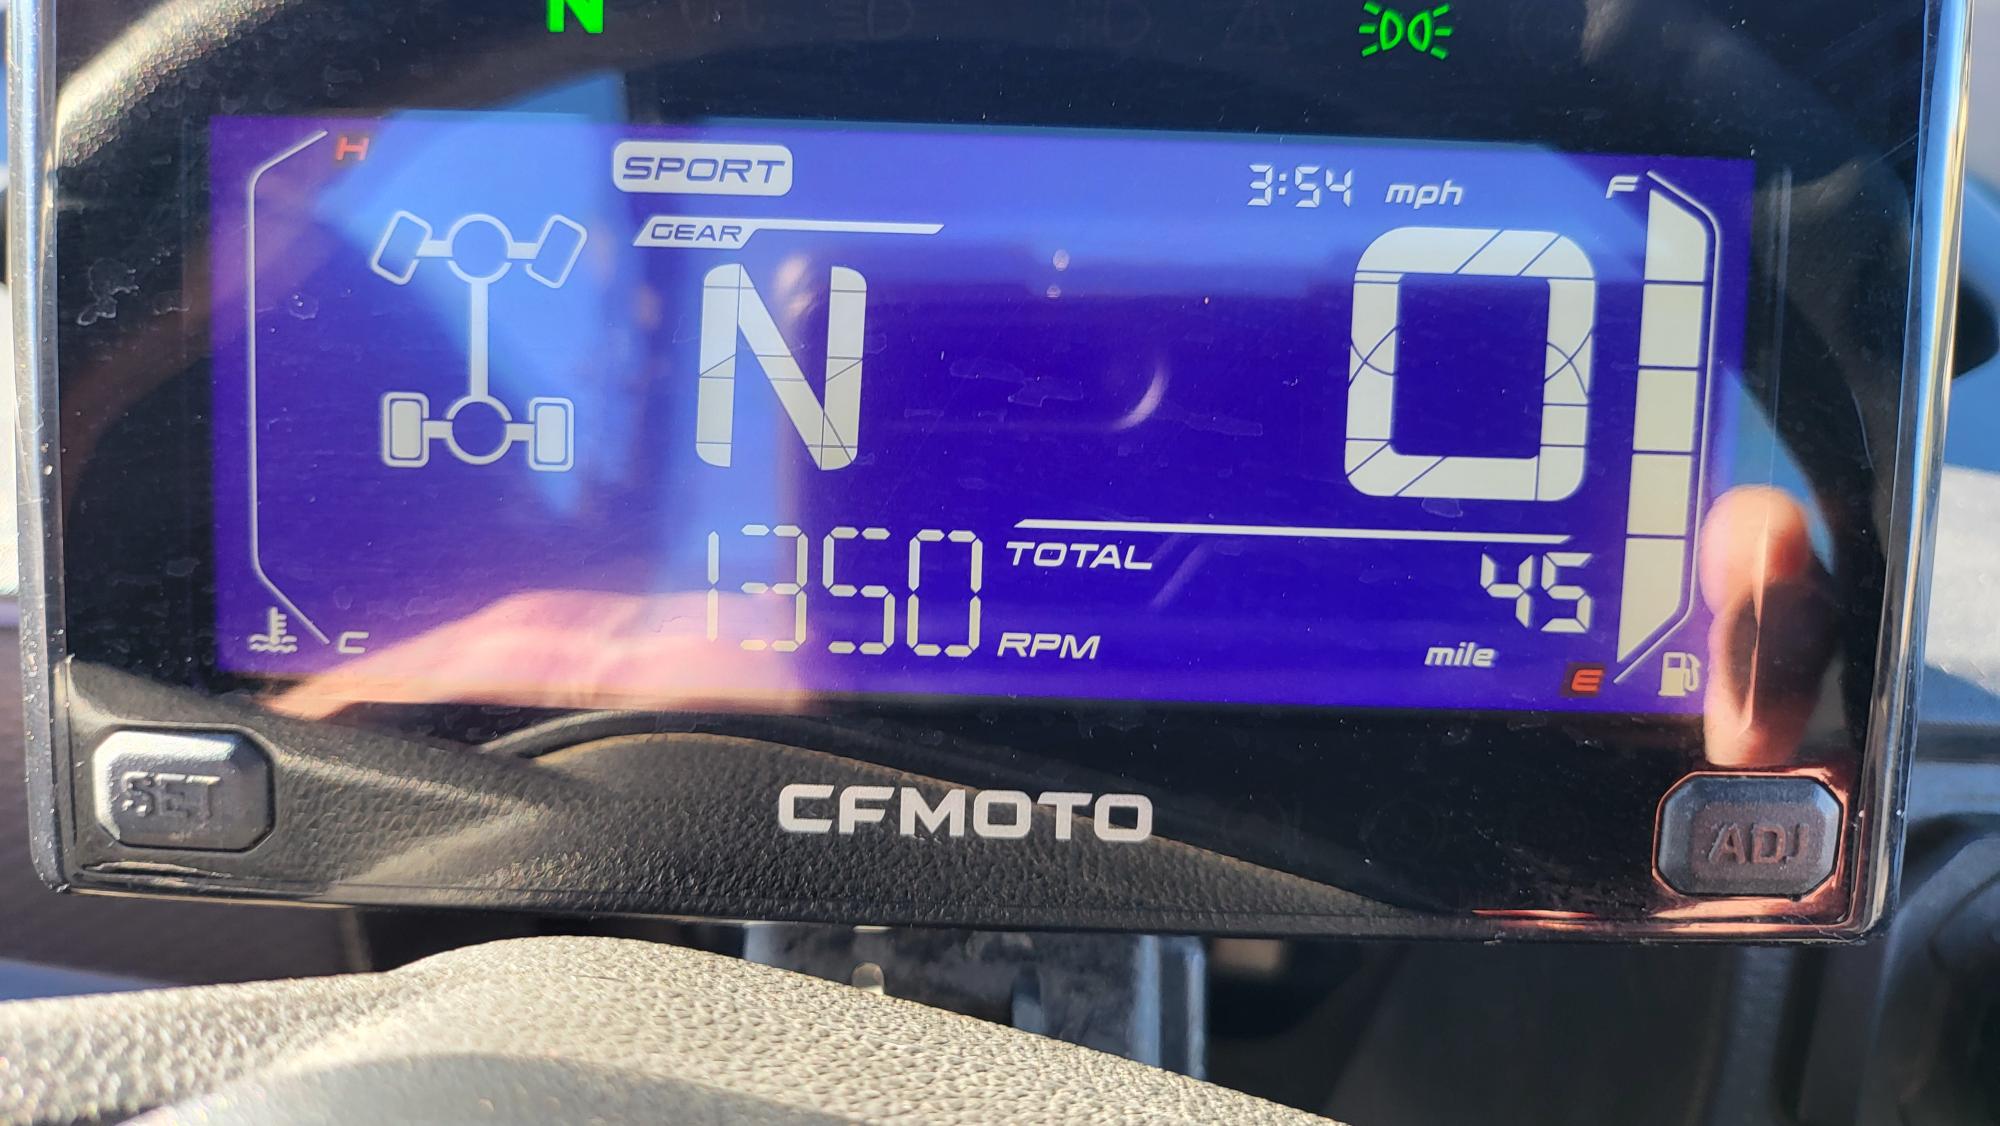 N
H
SPORT
3:54 mph
F
GEAR
N
0
1350 RPM
TOTAL
45
mile
C
E
SET
CFMOTO
ADJ